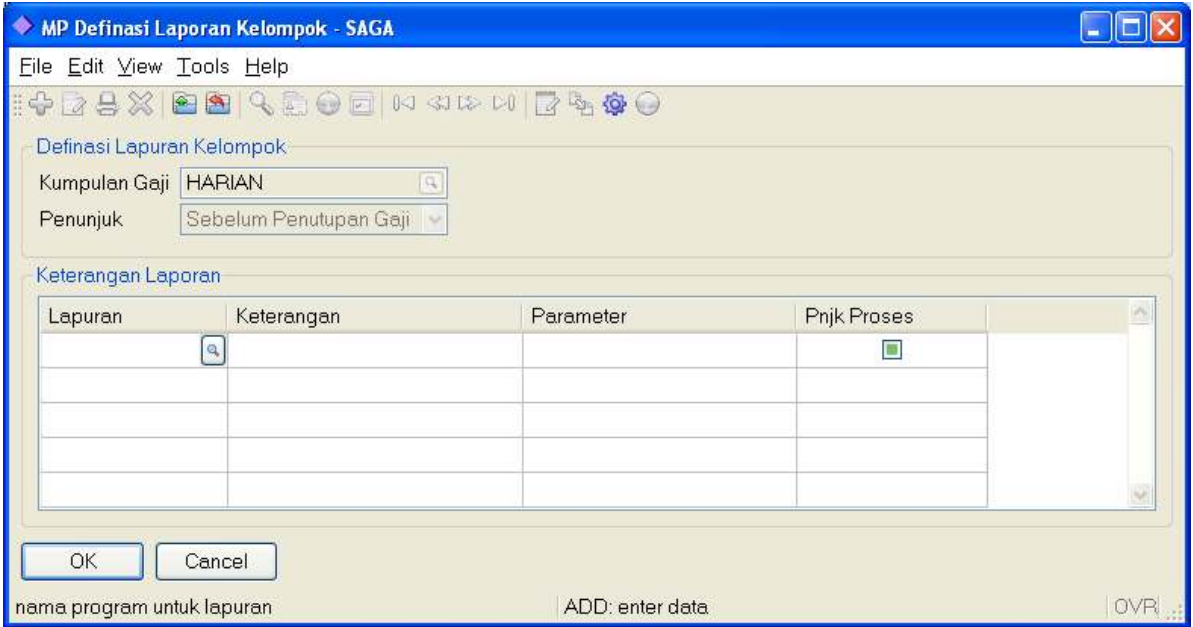 MP Definasi Laporan Kelompok - SAGA
File Edit View Tools Help
Definasi Lapuran Kelompok
Kumpulan Gaji HARIAN
Penunjuk Sebelum Penutupan Gaji
Keterangan Laporan
Lapuran Keterangan Parameter Pnjk Proses
OK Cancel
nama program untuk lapuran ADD: enter data OVR